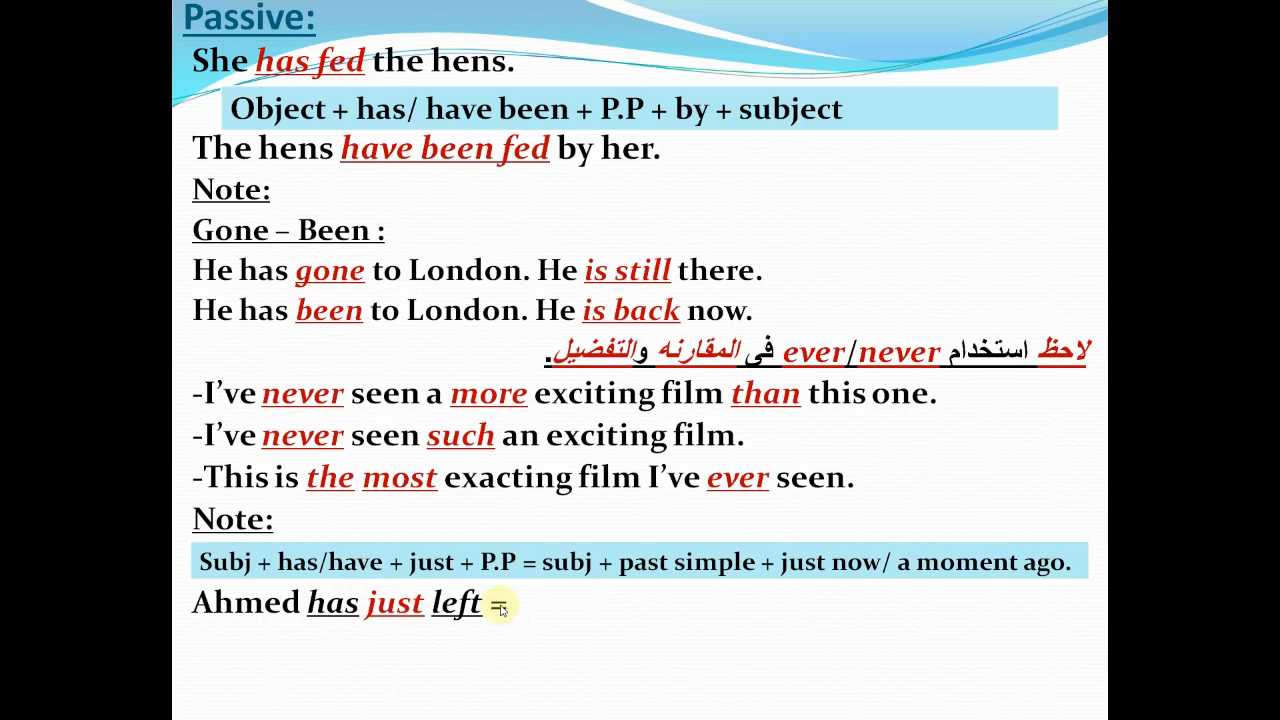 Passive:
She has fed the hens.
Object + has/ have been + P.P + by + subject
The hens have been fed by her.
Note:
Gone – Been :
He has gone to London. He is still there.
He has been to London. He is back now.
لاحظ استخدام ever/never فى المقارنه والتفضيل.
-I’ve never seen a more exciting film than this one.
-I’ve never seen such an exciting film.
-This is the most exacting film I’ve ever seen.
Note:
Subj + has/have + just + P.P = subj + past simple + just now/ a moment ago.
Ahmed has just left =